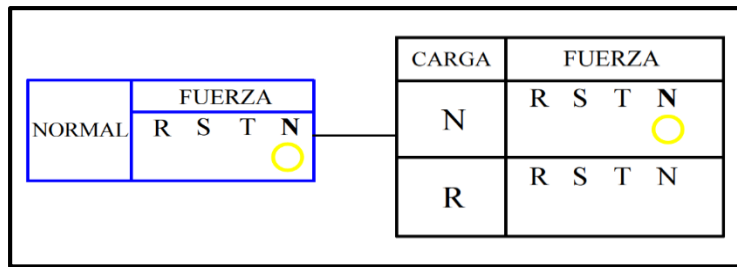 CARGA FUERZA
FUERZA
NORMAL R S T N
N R S T N
R R S T N